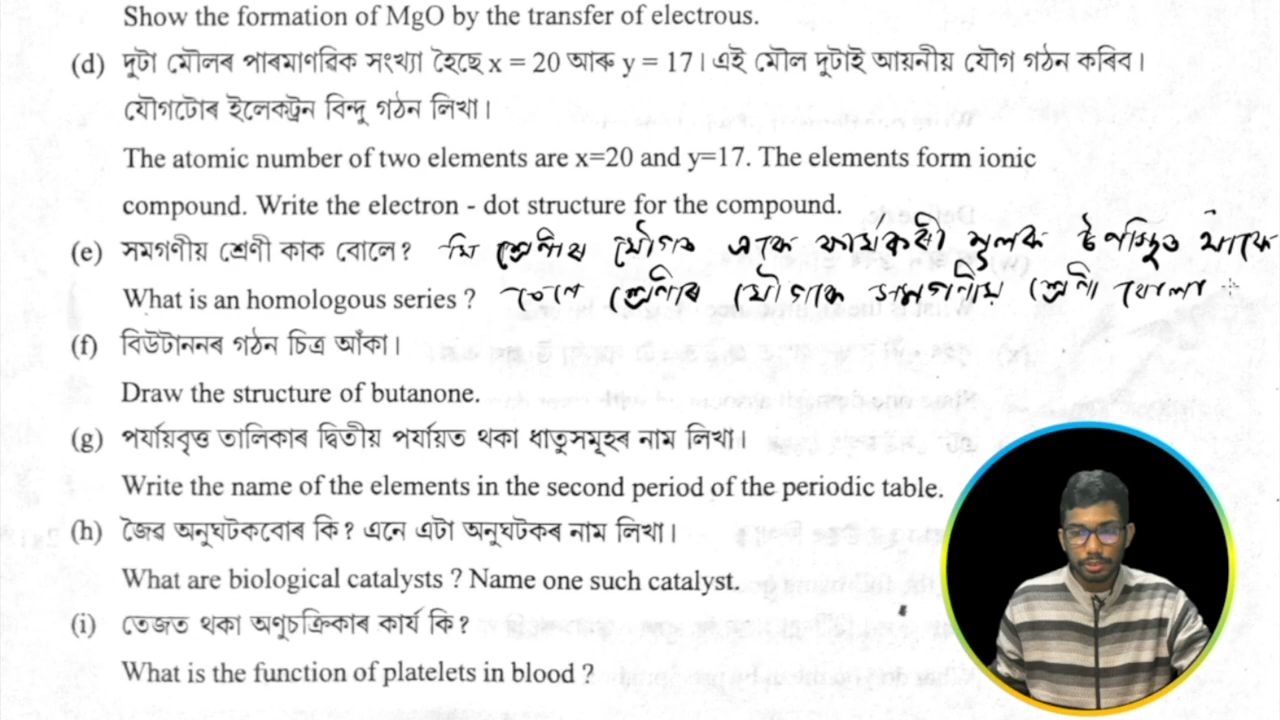 Show the formation of MgO by the transfer of electrous.
(d) দুটা মৌলৰ পাৰমাণৱিক সংখ্যা হৈছে x = 20 আৰু y = 17। এই মৌল দুটাই আয়নীয় যৌগ গঠন কৰিব।
যৌগটোৰ ইলেকট্ৰন বিন্দু গঠন লিখা।
The atomic number of two elements are x=20 and y=17. The elements form ionic
compound. Write the electron - dot structure for the compound.
(e) সমগণীয় শ্ৰেণী কাক বোলে? যি শ্ৰেণীৰ যৌগত একে কাৰ্যকৰী মূলক উপস্থিত থাকে
What is an homologous series ? তেনে শ্ৰেণীৰ যৌগক সমগণীয় শ্ৰেণী বোলে
(f) বিউটাননৰ গঠন চিত্ৰ আঁকা।
Draw the structure of butanone.
(g) পৰ্যায়বৃত্ত তালিকাৰ দ্বিতীয় পৰ্যায়ত থকা ধাতুসমূহৰ নাম লিখা।
Write the name of the elements in the second period of the periodic table.
(h) জৈৱ অনুঘটকবোৰ কি? এনে এটা অনুঘটকৰ নাম লিখা।
What are biological catalysts ? Name one such catalyst.
(i) তেজত থকা অণুচক্ৰিকাৰ কাৰ্য কি?
What is the function of platelets in blood ?